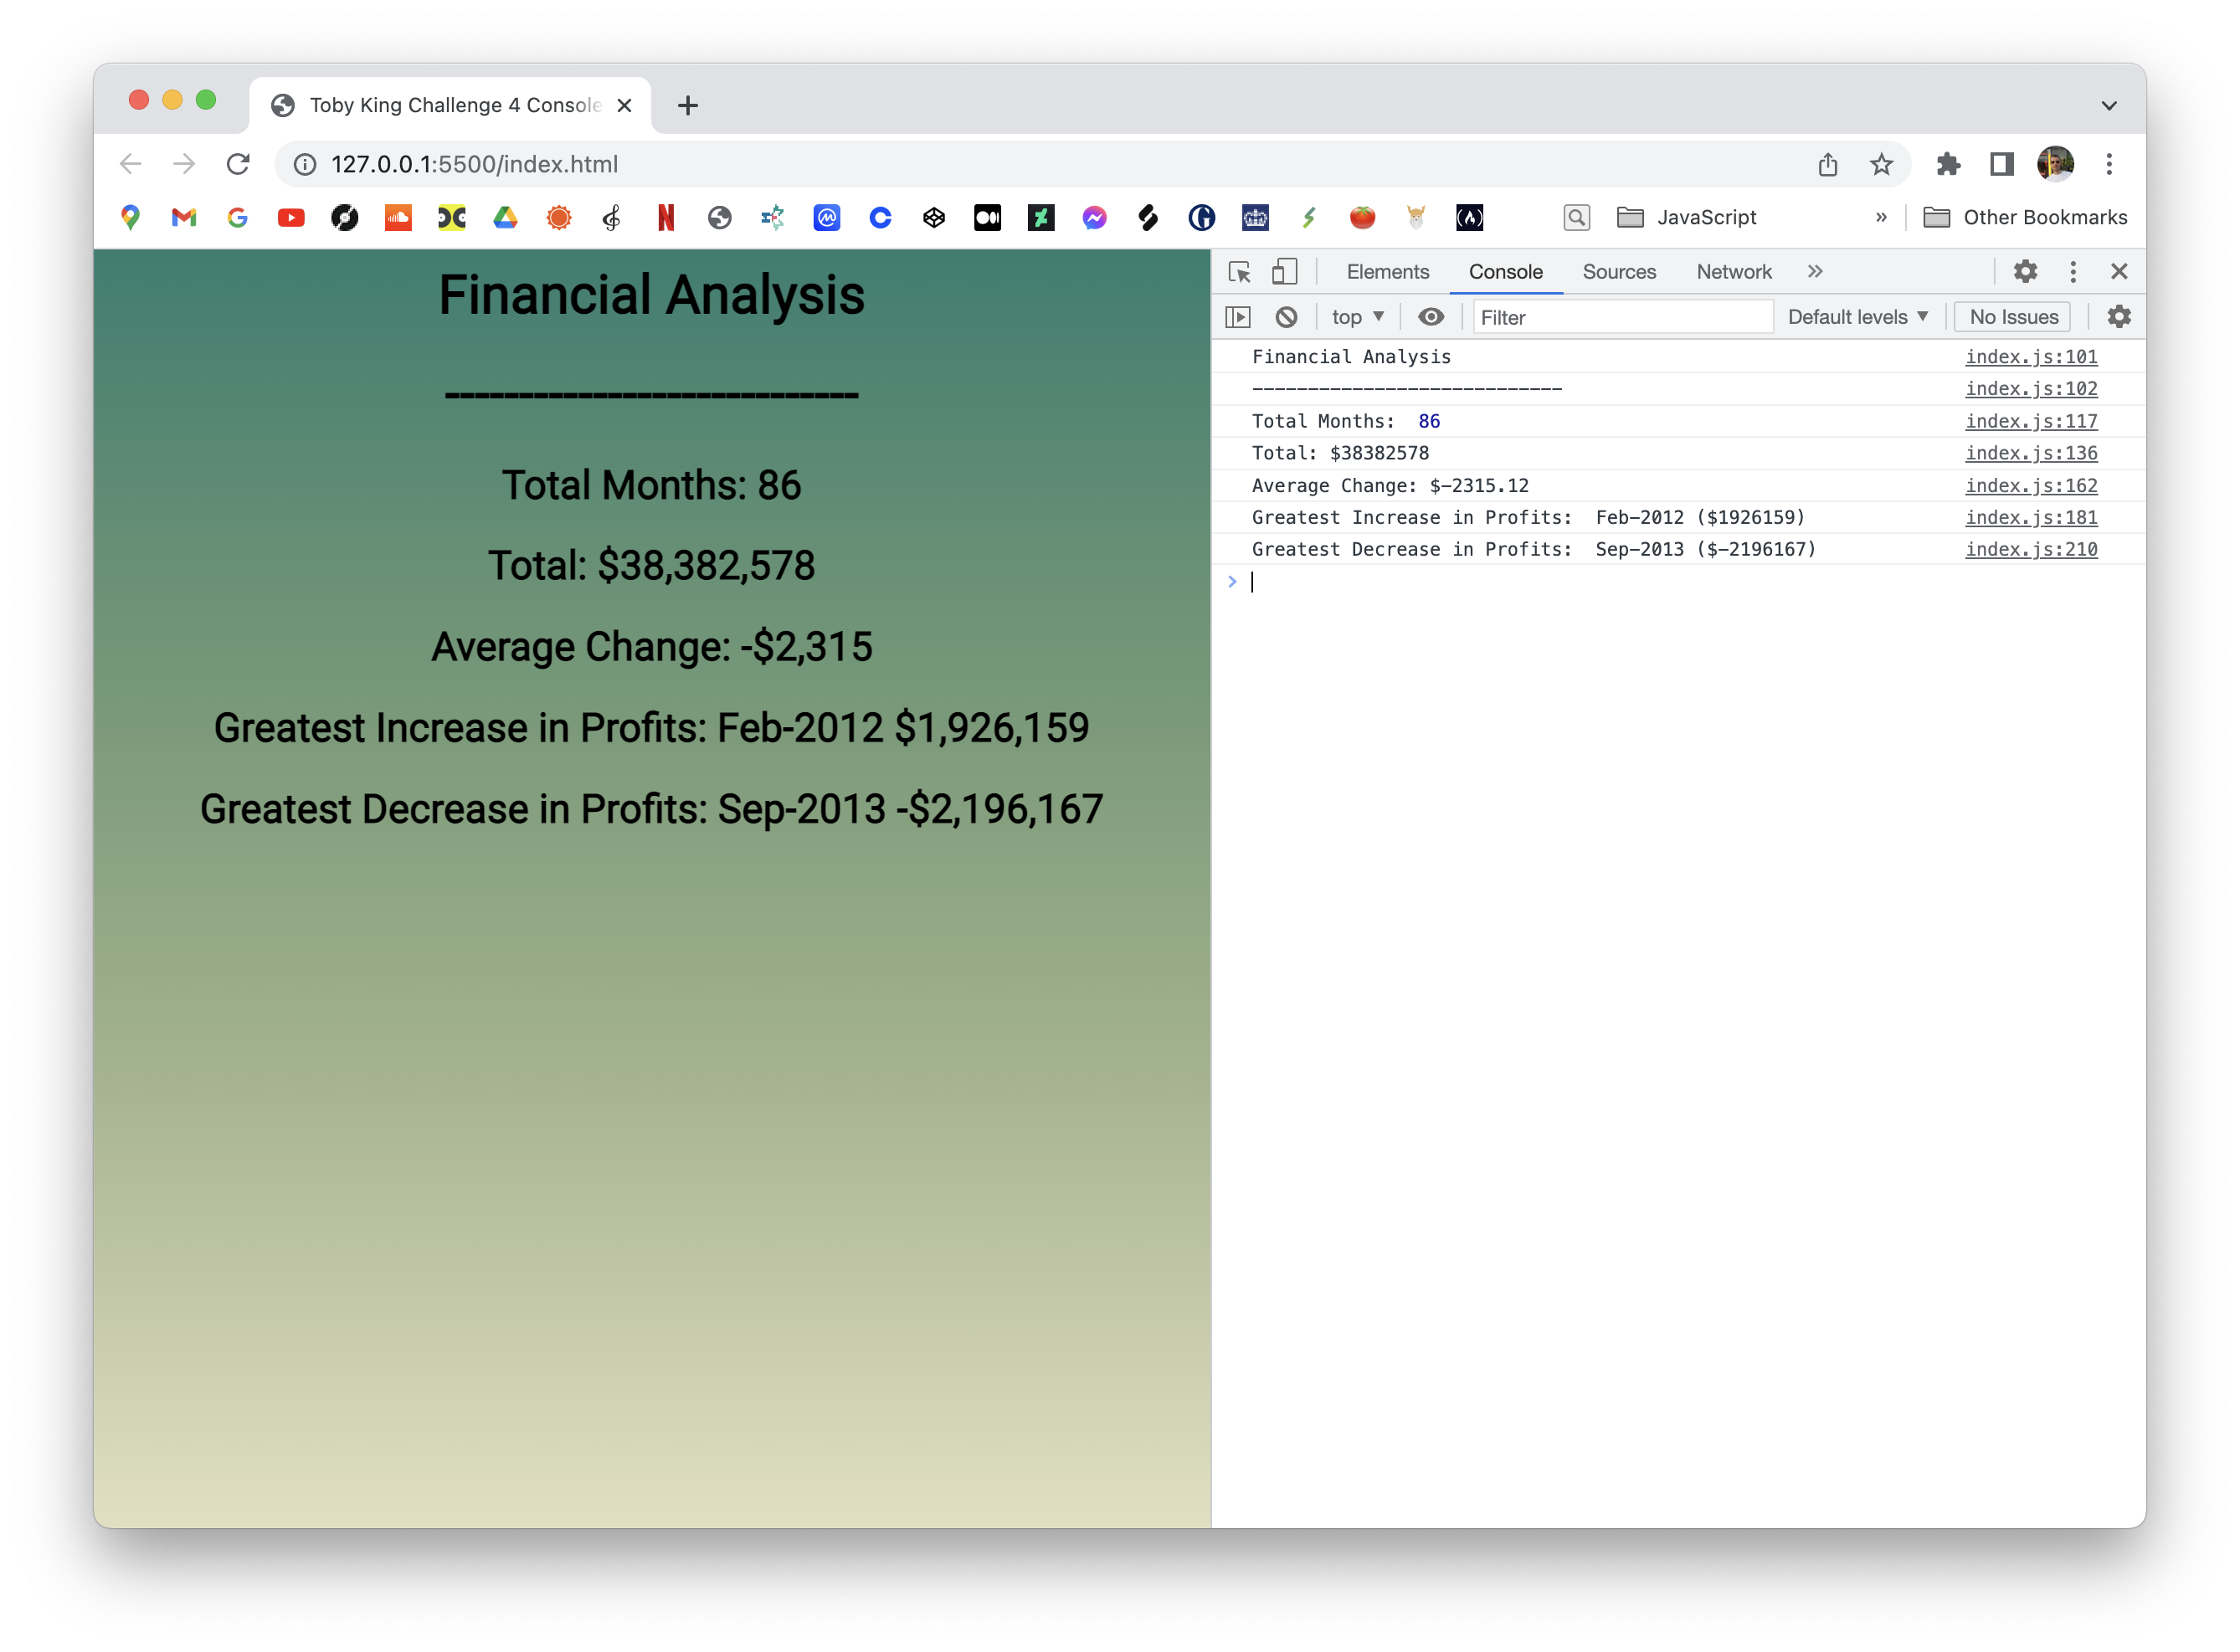 Toby King Challenge 4 Console
127.0.0.1:5500/index.html
JavaScript
»
Other Bookmarks
Financial Analysis
----------------------------
Total Months: 86
Total: $38,382,578
Average Change: -$2,315
Greatest Increase in Profits: Feb-2012 $1,926,159
Greatest Decrease in Profits: Sep-2013 -$2,196,167
Elements Console Sources Network »
top ▼ Filter Default levels ▼ No Issues
Financial Analysis index.js:101
---------------------------- index.js:102
Total Months:  86 index.js:117
Total: $38382578 index.js:136
Average Change: $-2315.12 index.js:162
Greatest Increase in Profits:  Feb-2012 ($1926159) index.js:181
Greatest Decrease in Profits:  Sep-2013 ($-2196167) index.js:210
>